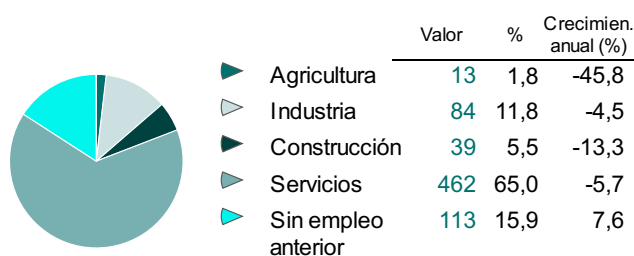 Valor % Crecimien. anual (%)
Agricultura 13 1,8 -45,8
Industria 84 11,8 -4,5
Construcción 39 5,5 -13,3
Servicios 462 65,0 -5,7
Sin empleo anterior 113 15,9 7,6